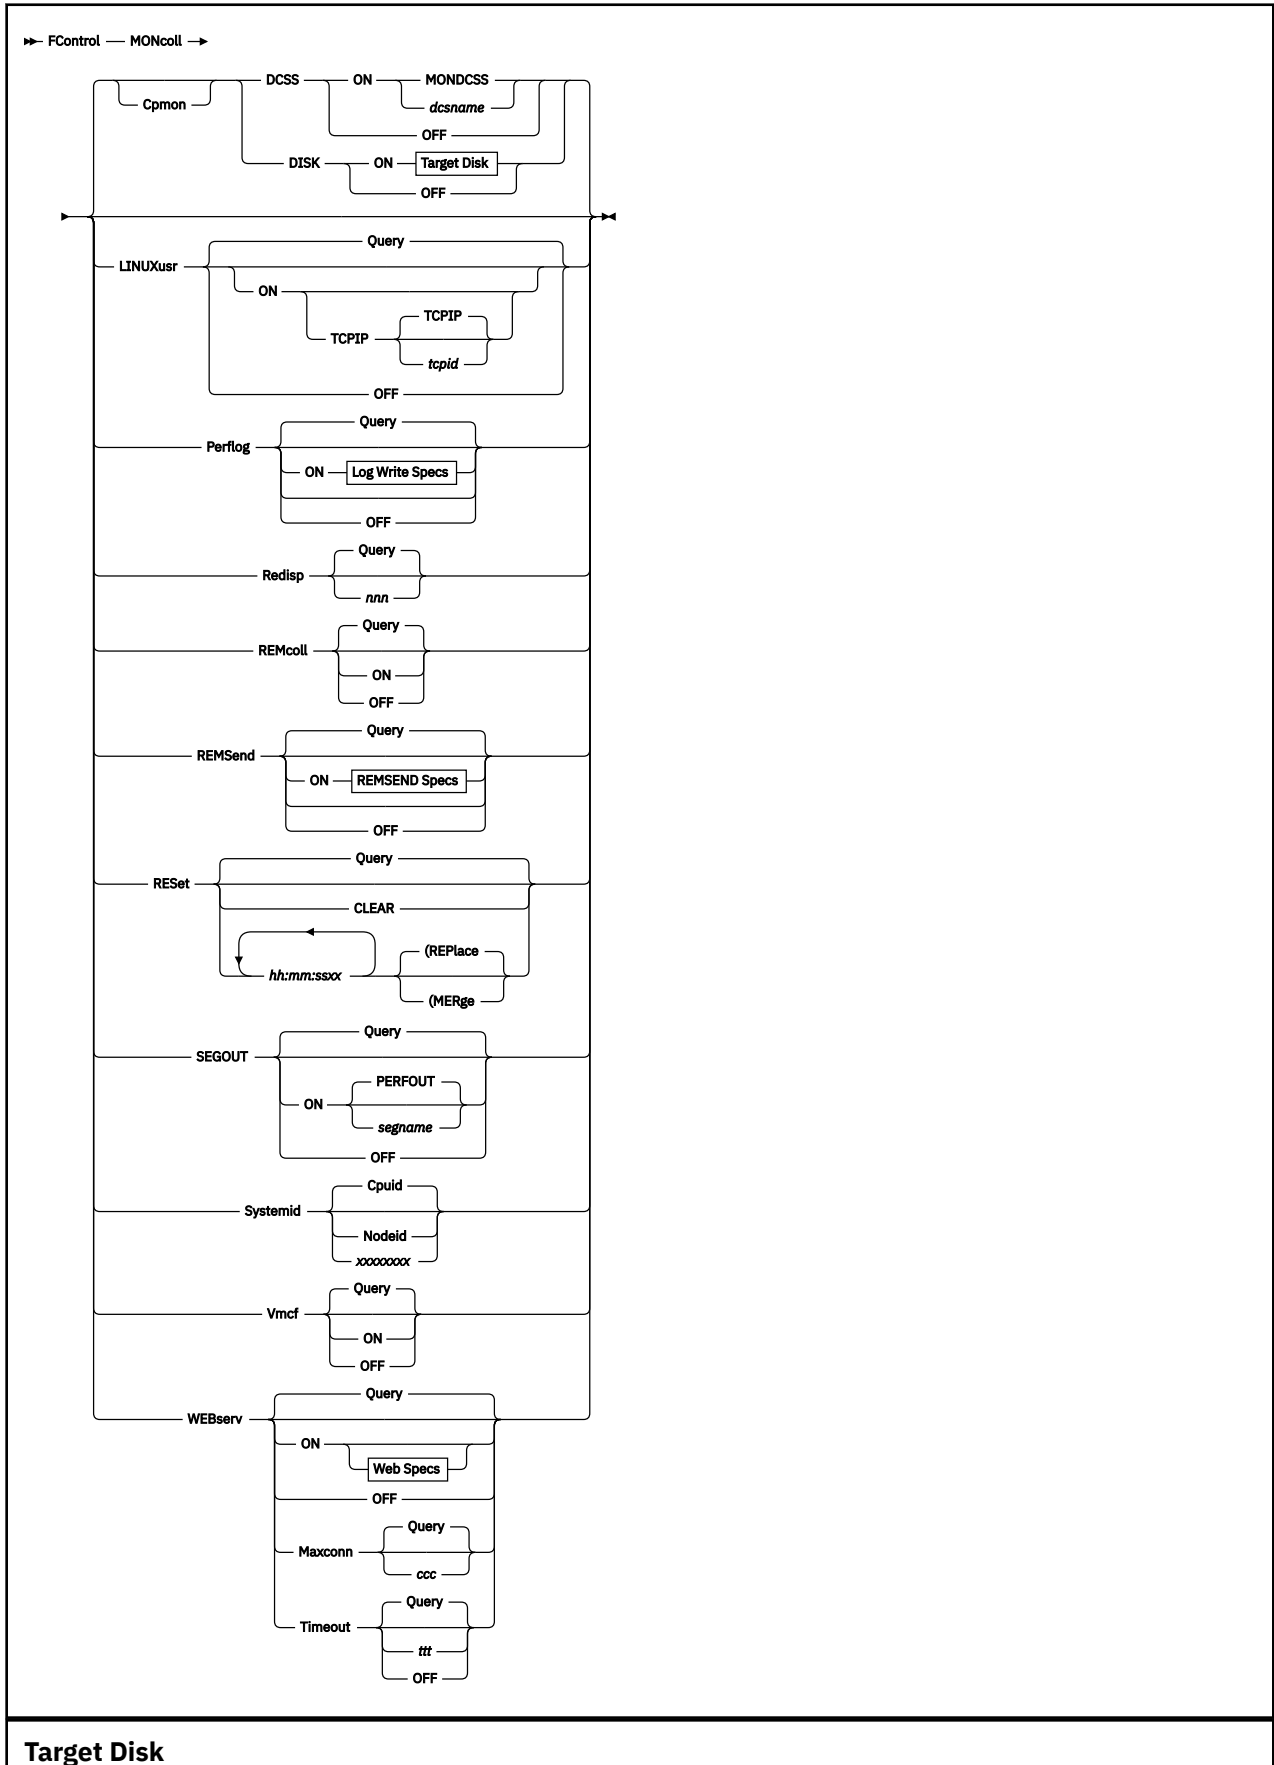 FControl MONcoll
DCSS ON MONDCSS
Cpmon
dcsname
OFF
DISK ON Target Disk
OFF
Query
LINUXusr
ON
TCPIP
TCPIP
tcpid
OFF
Query
Perflog
ON Log Write Specs
OFF
Query
Redisp
nnn
Query
REMcoll
ON
OFF
Query
REMSend
ON REMSEND Specs
OFF
Query
RESet
CLEAR
(REPlace
hh:mm:ssxx
(MERge
Query
SEGOUT
PERFOUT
ON
segname
OFF
Cpuid
Systemid
Nodeid
xxxxxxxx
Query
Vmcf
ON
OFF
Query
WEBserv
ON
Web Specs
OFF
Query
Maxconn
ccc
Query
Timeout
ttt
OFF
Target Disk